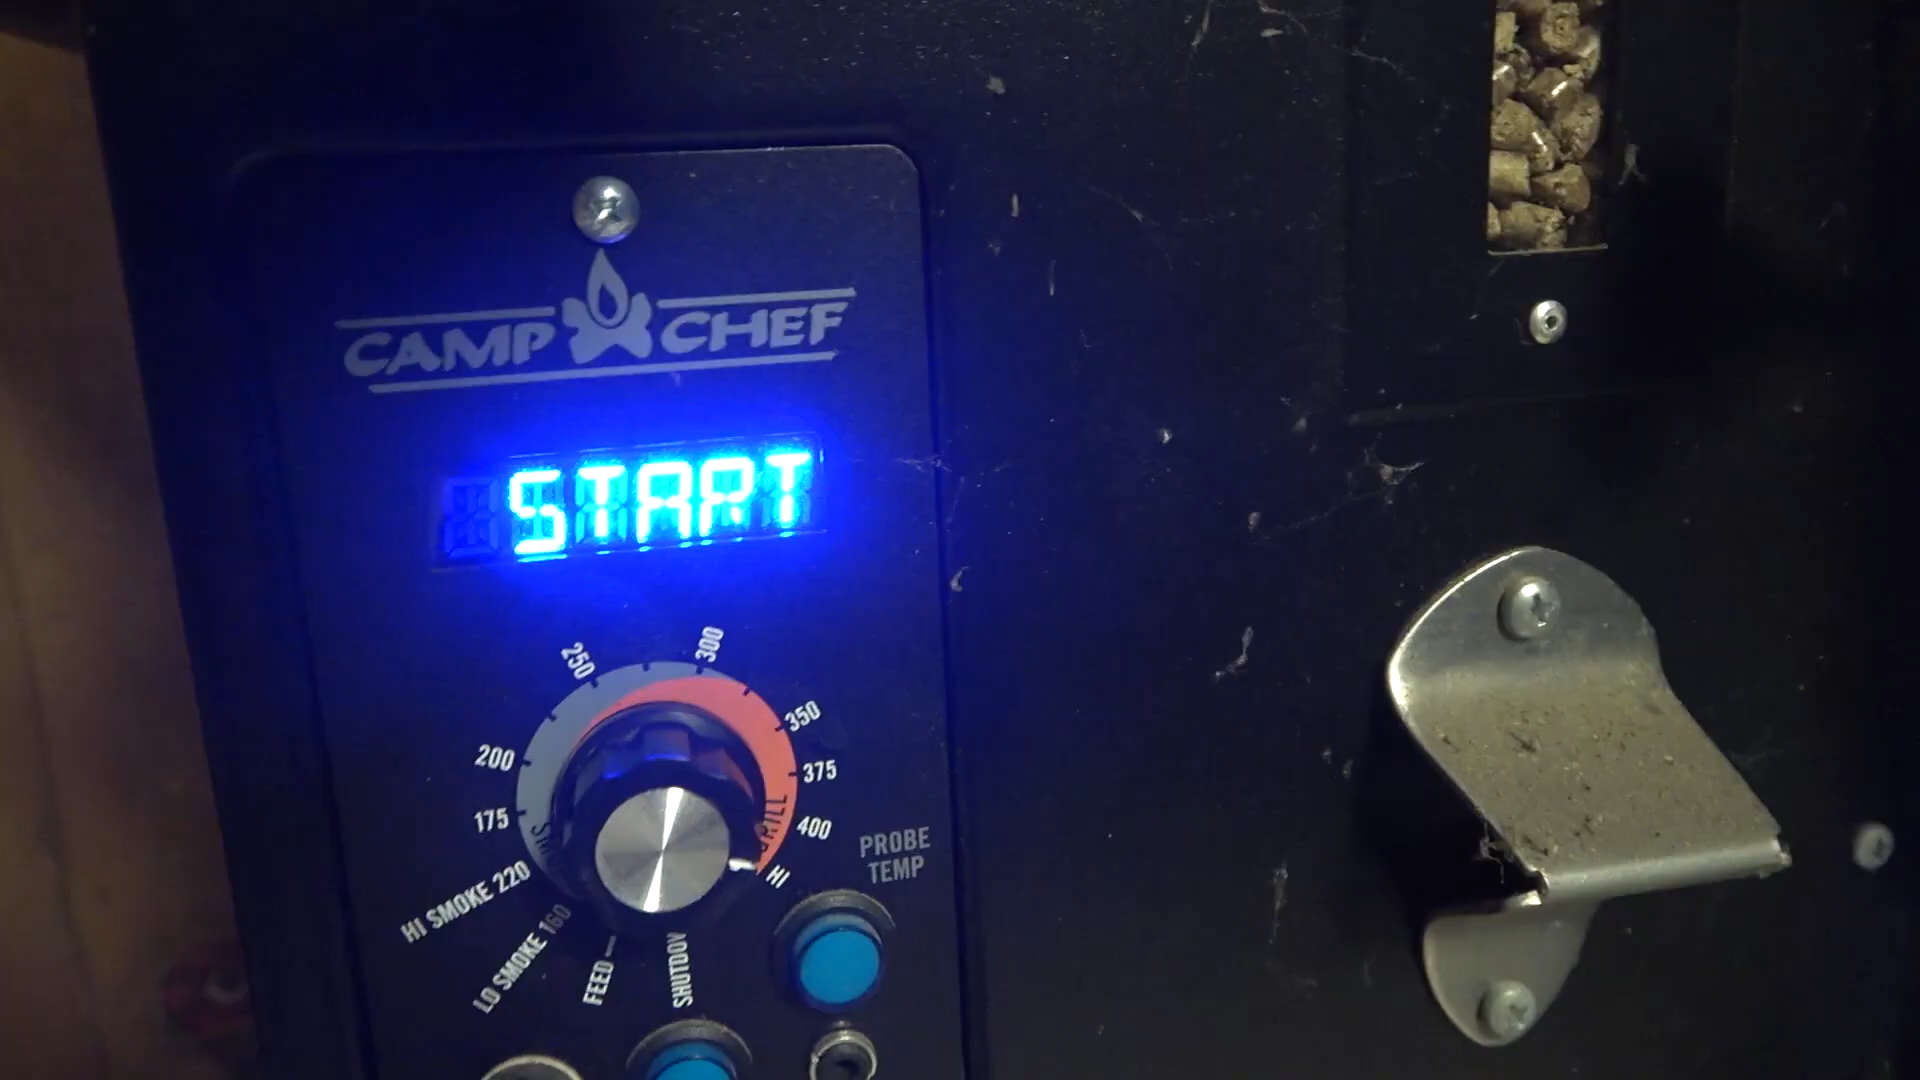 CAMP CHEF
START
250
300
200
350
175
375
400
GRILL
HI
HI SMOKE 220
LO SMOKE 160
FEED
PROBE
TEMP